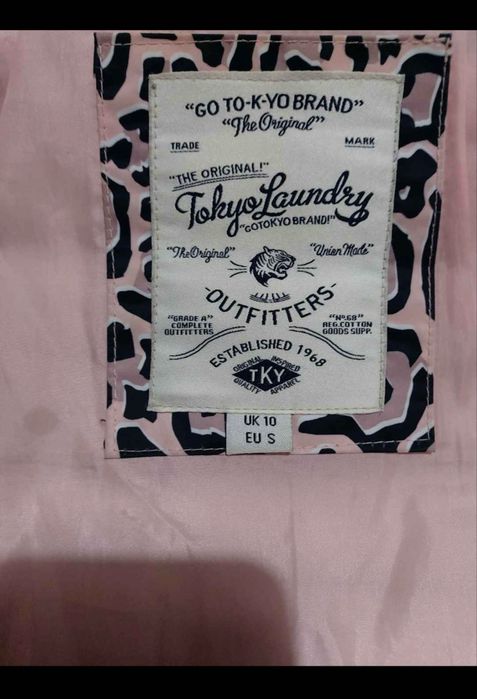 "GO TO-K-YO BRAND"
"The Original"
TRADE MARK
"THE ORIGINAL!"
Tokyo Laundry
"GOTOKYO BRAND!"
"The Original" "Union Made"
OUTFITTERS
"GRADE A" "Nº.68"
COMPLETE REG.COTTON
OUTFITTERS GOODS SUPP.
ESTABLISHED 1968
ORIGINAL INSPIRED
TKY
QUALITY APPAREL
UK 10
EU S